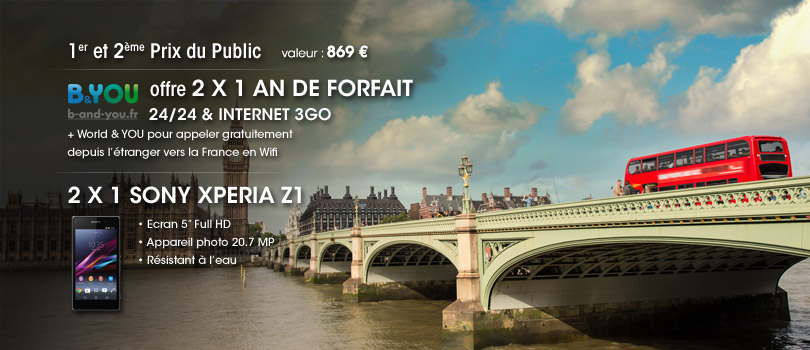 1er et 2ème Prix du Public valeur : 869 €
B&YOU offre 2 X 1 AN DE FORFAIT
b-and-you.fr 24/24 & INTERNET 3GO
+ World & YOU pour appeler gratuitement
depuis l'étranger vers la France en Wifi
2 X 1 SONY XPERIA Z1
• Ecran 5" Full HD
• Appareil photo 20.7 MP
• Résistant à l'eau